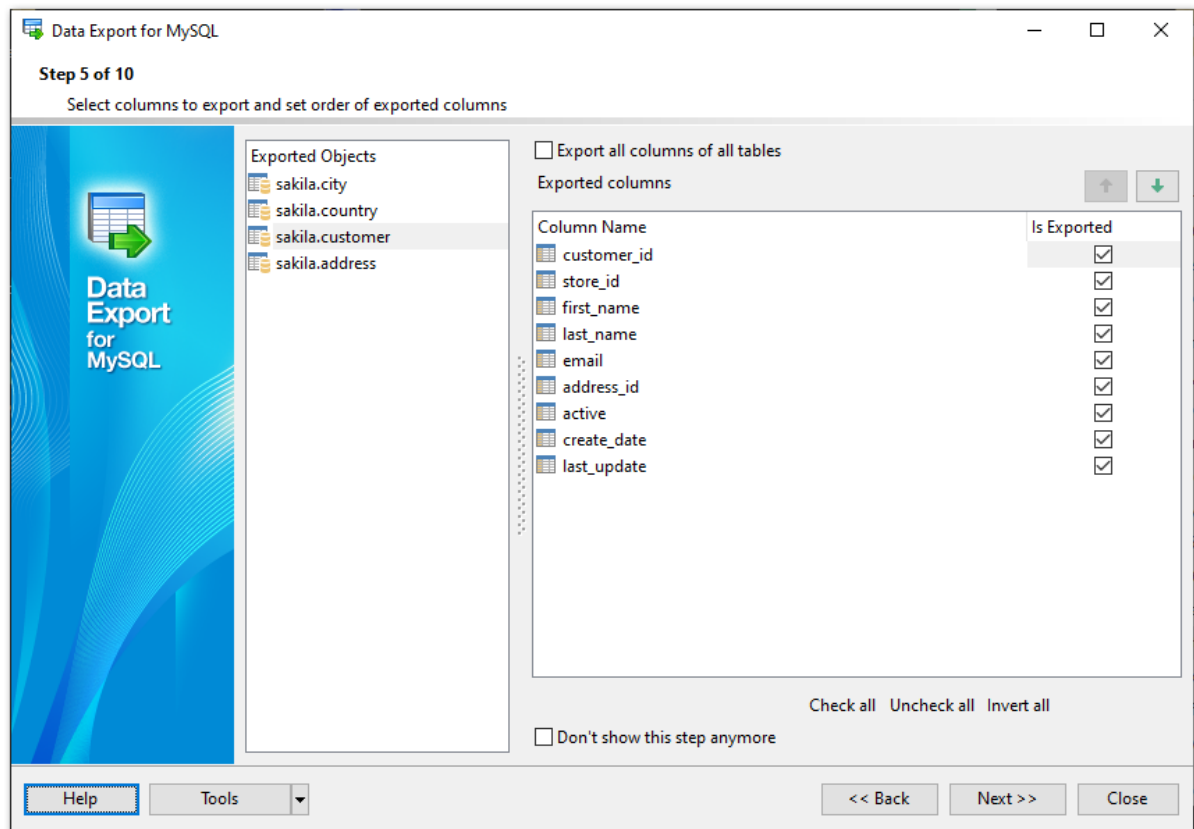 Data Export for MySQL
Step 5 of 10
Select columns to export and set order of exported columns
Data
Export
for
MySQL
Exported Objects
sakila.city
sakila.country
sakila.customer
sakila.address
Export all columns of all tables
Exported columns
Column Name Is Exported
customer_id
store_id
first_name
last_name
email
address_id
active
create_date
last_update
Check all Uncheck all Invert all
Don't show this step anymore
Help Tools << Back Next >> Close